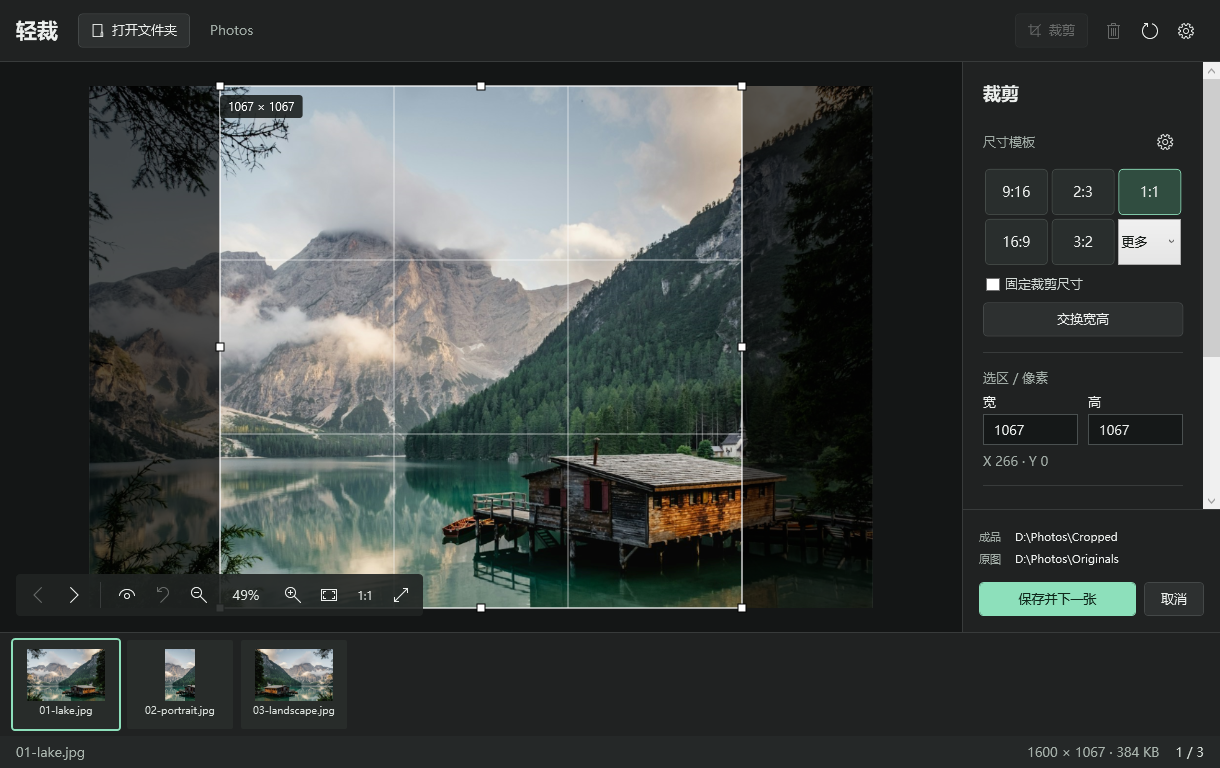 轻裁
打开文件夹
Photos
裁剪
1067 × 1067
裁剪
尺寸模板
9:16
2:3
1:1
16:9
3:2
更多
固定裁剪尺寸
交换宽高
选区 / 像素
宽
高
1067
1067
X 266 · Y 0
成品 D:\Photos\Cropped
原图 D:\Photos\Originals
保存并下一张
取消
49%
1:1
01-lake.jpg
02-portrait.jpg
03-landscape.jpg
01-lake.jpg
1600 × 1067 · 384 KB
1 / 3